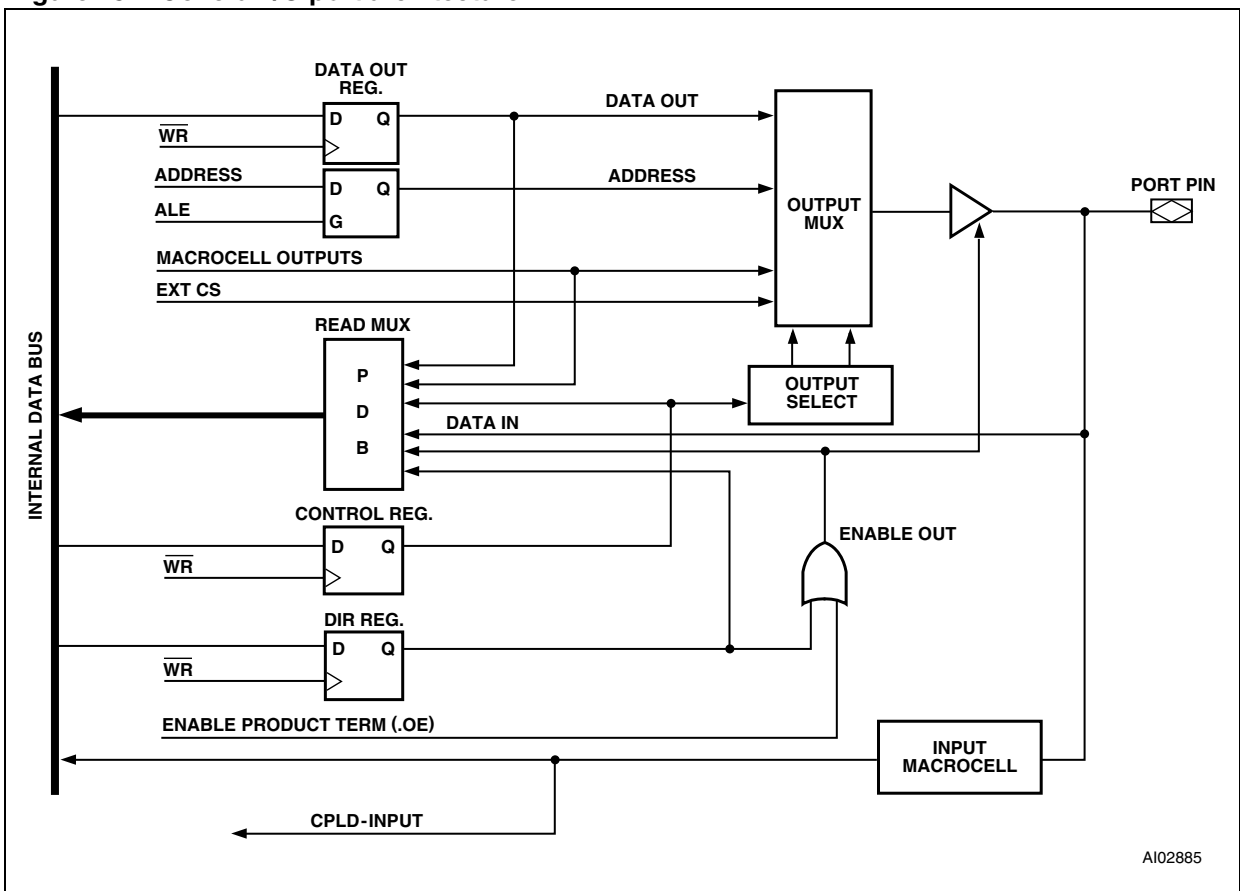 DATA OUT
REG.
D Q
WR
DATA OUT
ADDRESS
ALE
D Q
G
ADDRESS
MACROCELL OUTPUTS
EXT CS
OUTPUT
MUX
PORT PIN
READ MUX
P
D
B
OUTPUT
SELECT
DATA IN
INTERNAL DATA BUS
CONTROL REG.
D Q
WR
ENABLE OUT
DIR REG.
D Q
WR
ENABLE PRODUCT TERM (.OE)
INPUT
MACROCELL
CPLD-INPUT
AI02885